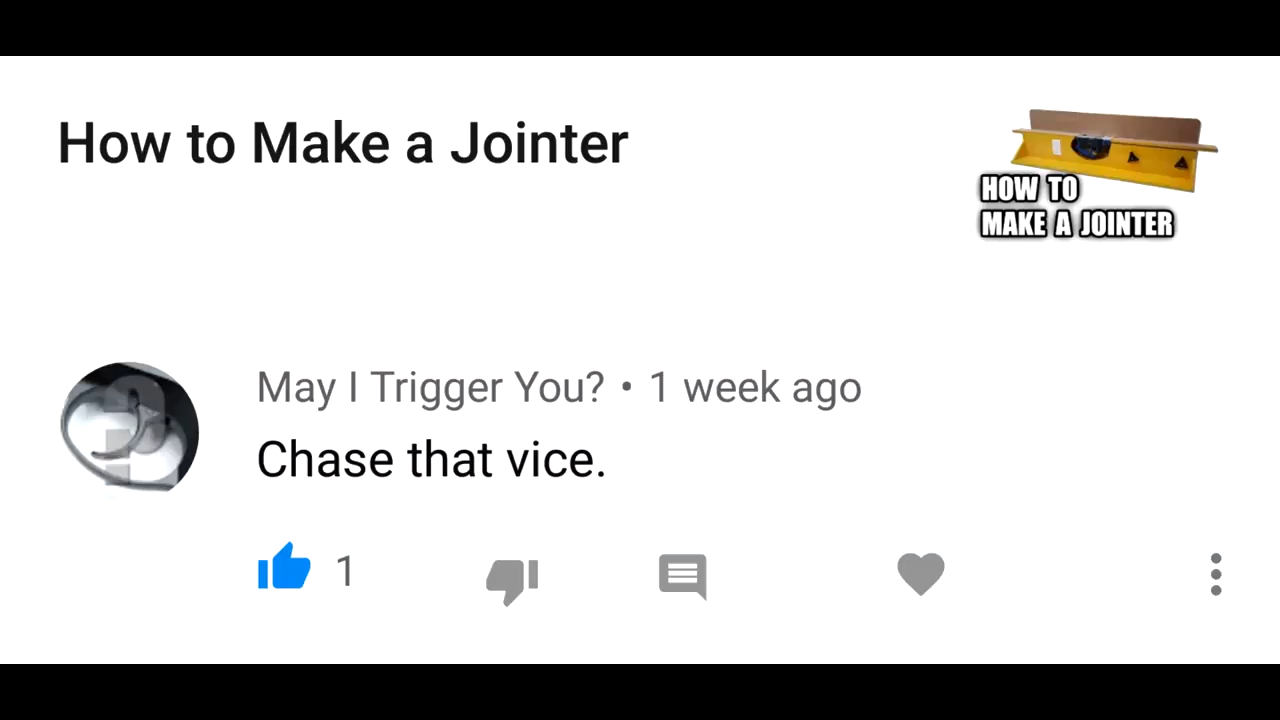 How to Make a Jointer
HOW TO
MAKE A JOINTER
May I Trigger You? • 1 week ago
Chase that vice.
1